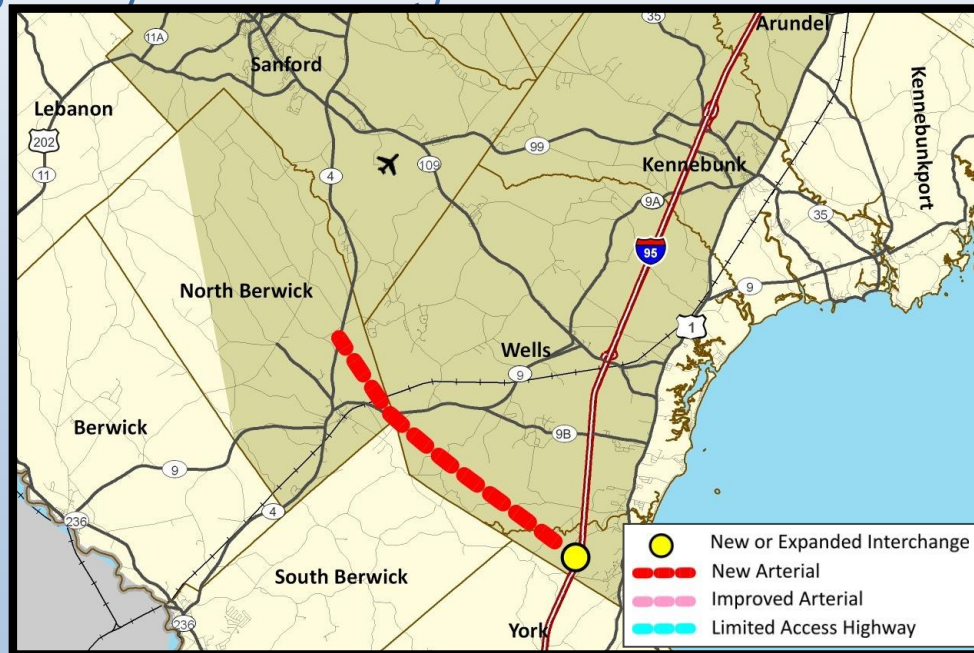 35
Arundel
11A
Sanford
Lebanon
202
11
4
109
99
Kennebunk
Kennebunkport
9A
35
95
North Berwick
9
1
Wells
9
9B
Berwick
9
4
236
South Berwick
236
York
New or Expanded Interchange
New Arterial
Improved Arterial
Limited Access Highway